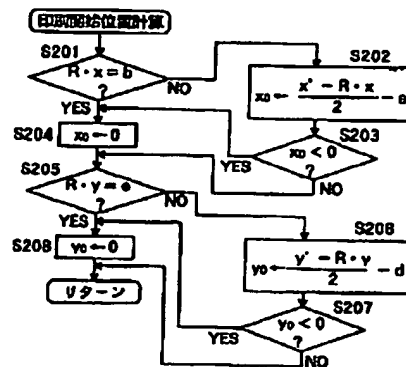 印刷開始位置計算
S201
R・x=b
?
YES
NO
S202
x₀← x'−R・x / 2 −a
S203
x₀<0
?
YES
NO
S204
x₀←0
S205
R・y=e
?
YES
NO
S206
y₀← y'−R・y / 2 −d
S207
y₀<0
?
YES
NO
S208
y₀←0
リターン